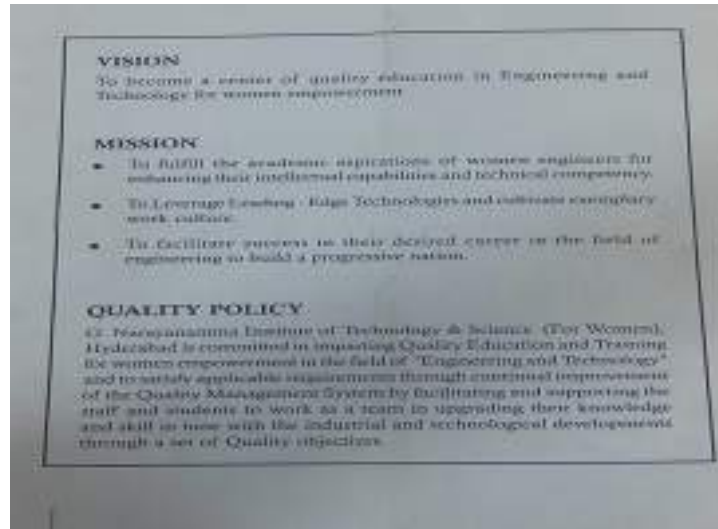 VISION
To become a center of quality education in Engineering and
Technology for women empowerment
MISSION
• To fulfill the academic aspirations of women engineers for
enhancing their intellectual capabilities and technical competency.
• To Leverage Leading - Edge Technologies and cultivate exemplary
work culture.
• To facilitate success in their desired career in the field of
engineering to build a progressive nation.
QUALITY POLICY
G. Narayanamma Institute of Technology & Science (For Women),
Hyderabad is committed in imparting Quality Education and Training
for women empowerment in the field of "Engineering and Technology"
and to satisfy applicable requirements through continual improvement
of the Quality Management System by facilitating and supporting the
staff and students to work as a team in upgrading their knowledge
and skill in tune with the industrial and technological developments
through a set of Quality objectives.